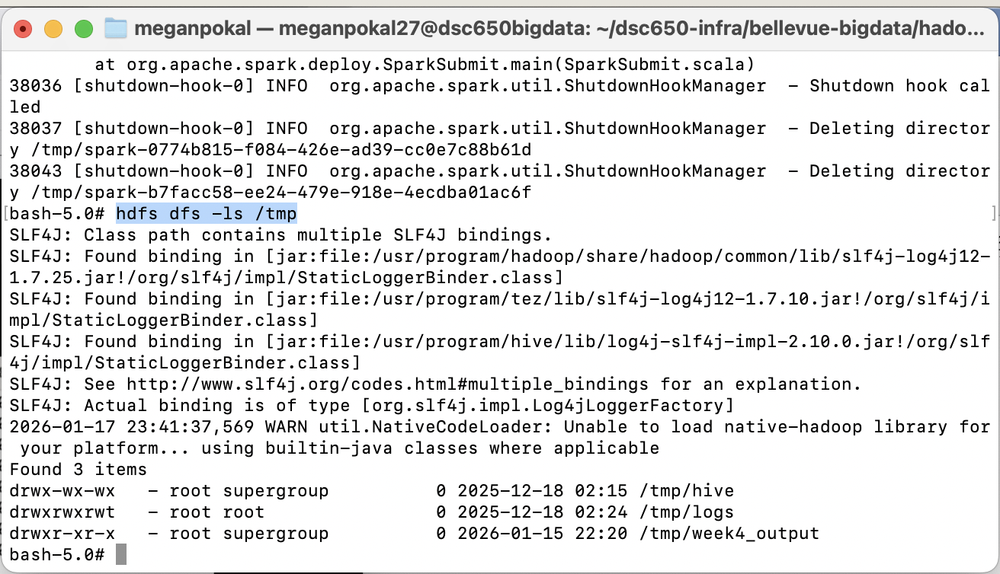 meganpokal — meganpokal27@dsc650bigdata: ~/dsc650-infra/bellevue-bigdata/hado...
        at org.apache.spark.deploy.SparkSubmit.main(SparkSubmit.scala)
38036 [shutdown-hook-0] INFO  org.apache.spark.util.ShutdownHookManager  - Shutdown hook cal
led
38037 [shutdown-hook-0] INFO  org.apache.spark.util.ShutdownHookManager  - Deleting director
y /tmp/spark-0774b815-f084-426e-ad39-cc0e7c88b61d
38043 [shutdown-hook-0] INFO  org.apache.spark.util.ShutdownHookManager  - Deleting director
y /tmp/spark-b7facc58-ee24-479e-918e-4ecdba01ac6f
[bash-5.0# hdfs dfs -ls /tmp ]
SLF4J: Class path contains multiple SLF4J bindings.
SLF4J: Found binding in [jar:file:/usr/program/hadoop/share/hadoop/common/lib/slf4j-log4j12-
1.7.25.jar!/org/slf4j/impl/StaticLoggerBinder.class]
SLF4J: Found binding in [jar:file:/usr/program/tez/lib/slf4j-log4j12-1.7.10.jar!/org/slf4j/i
mpl/StaticLoggerBinder.class]
SLF4J: Found binding in [jar:file:/usr/program/hive/lib/log4j-slf4j-impl-2.10.0.jar!/org/slf
4j/impl/StaticLoggerBinder.class]
SLF4J: See http://www.slf4j.org/codes.html#multiple_bindings for an explanation.
SLF4J: Actual binding is of type [org.slf4j.impl.Log4jLoggerFactory]
2026-01-17 23:41:37,569 WARN util.NativeCodeLoader: Unable to load native-hadoop library for
 your platform... using builtin-java classes where applicable
Found 3 items
drwx-wx-wx   - root supergroup          0 2025-12-18 02:15 /tmp/hive
drwxrwxrwt   - root root                0 2025-12-18 02:24 /tmp/logs
drwxr-xr-x   - root supergroup          0 2026-01-15 22:20 /tmp/week4_output
bash-5.0#